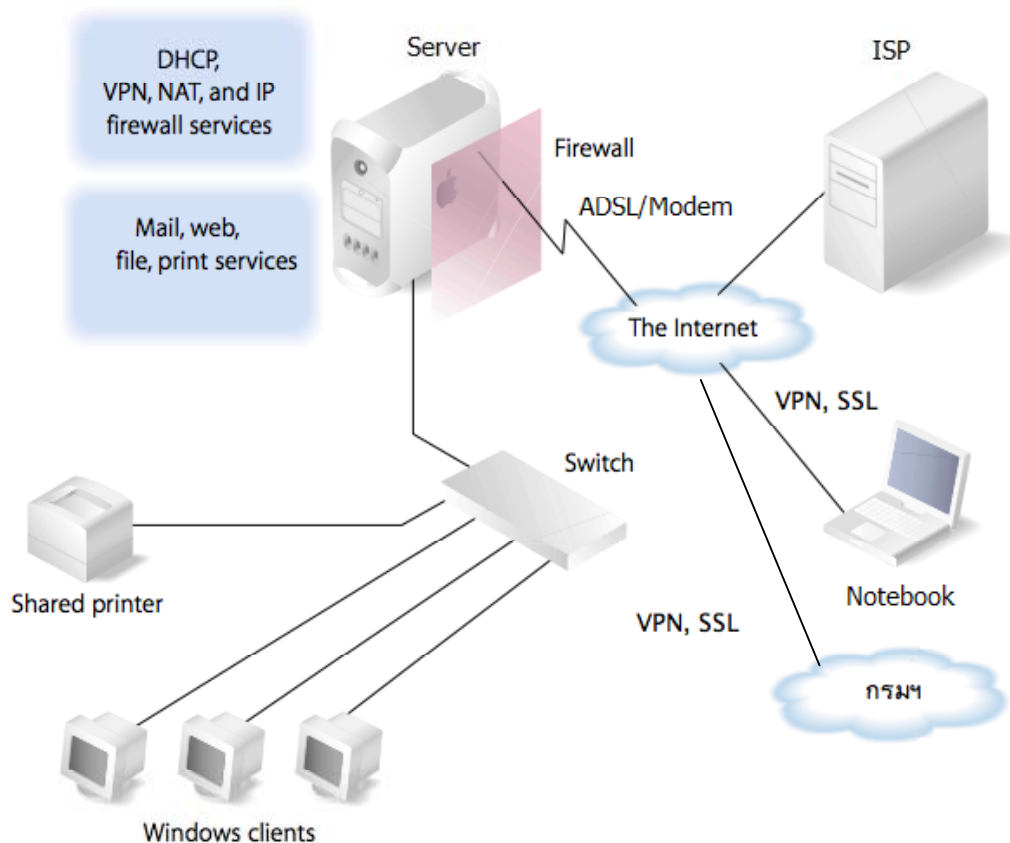 DHCP,
VPN, NAT, and IP
firewall services
Mail, web,
file, print services
Server
ISP
Firewall
ADSL/Modem
The Internet
VPN, SSL
Switch
Notebook
Shared printer
VPN, SSL
กรมฯ
Windows clients